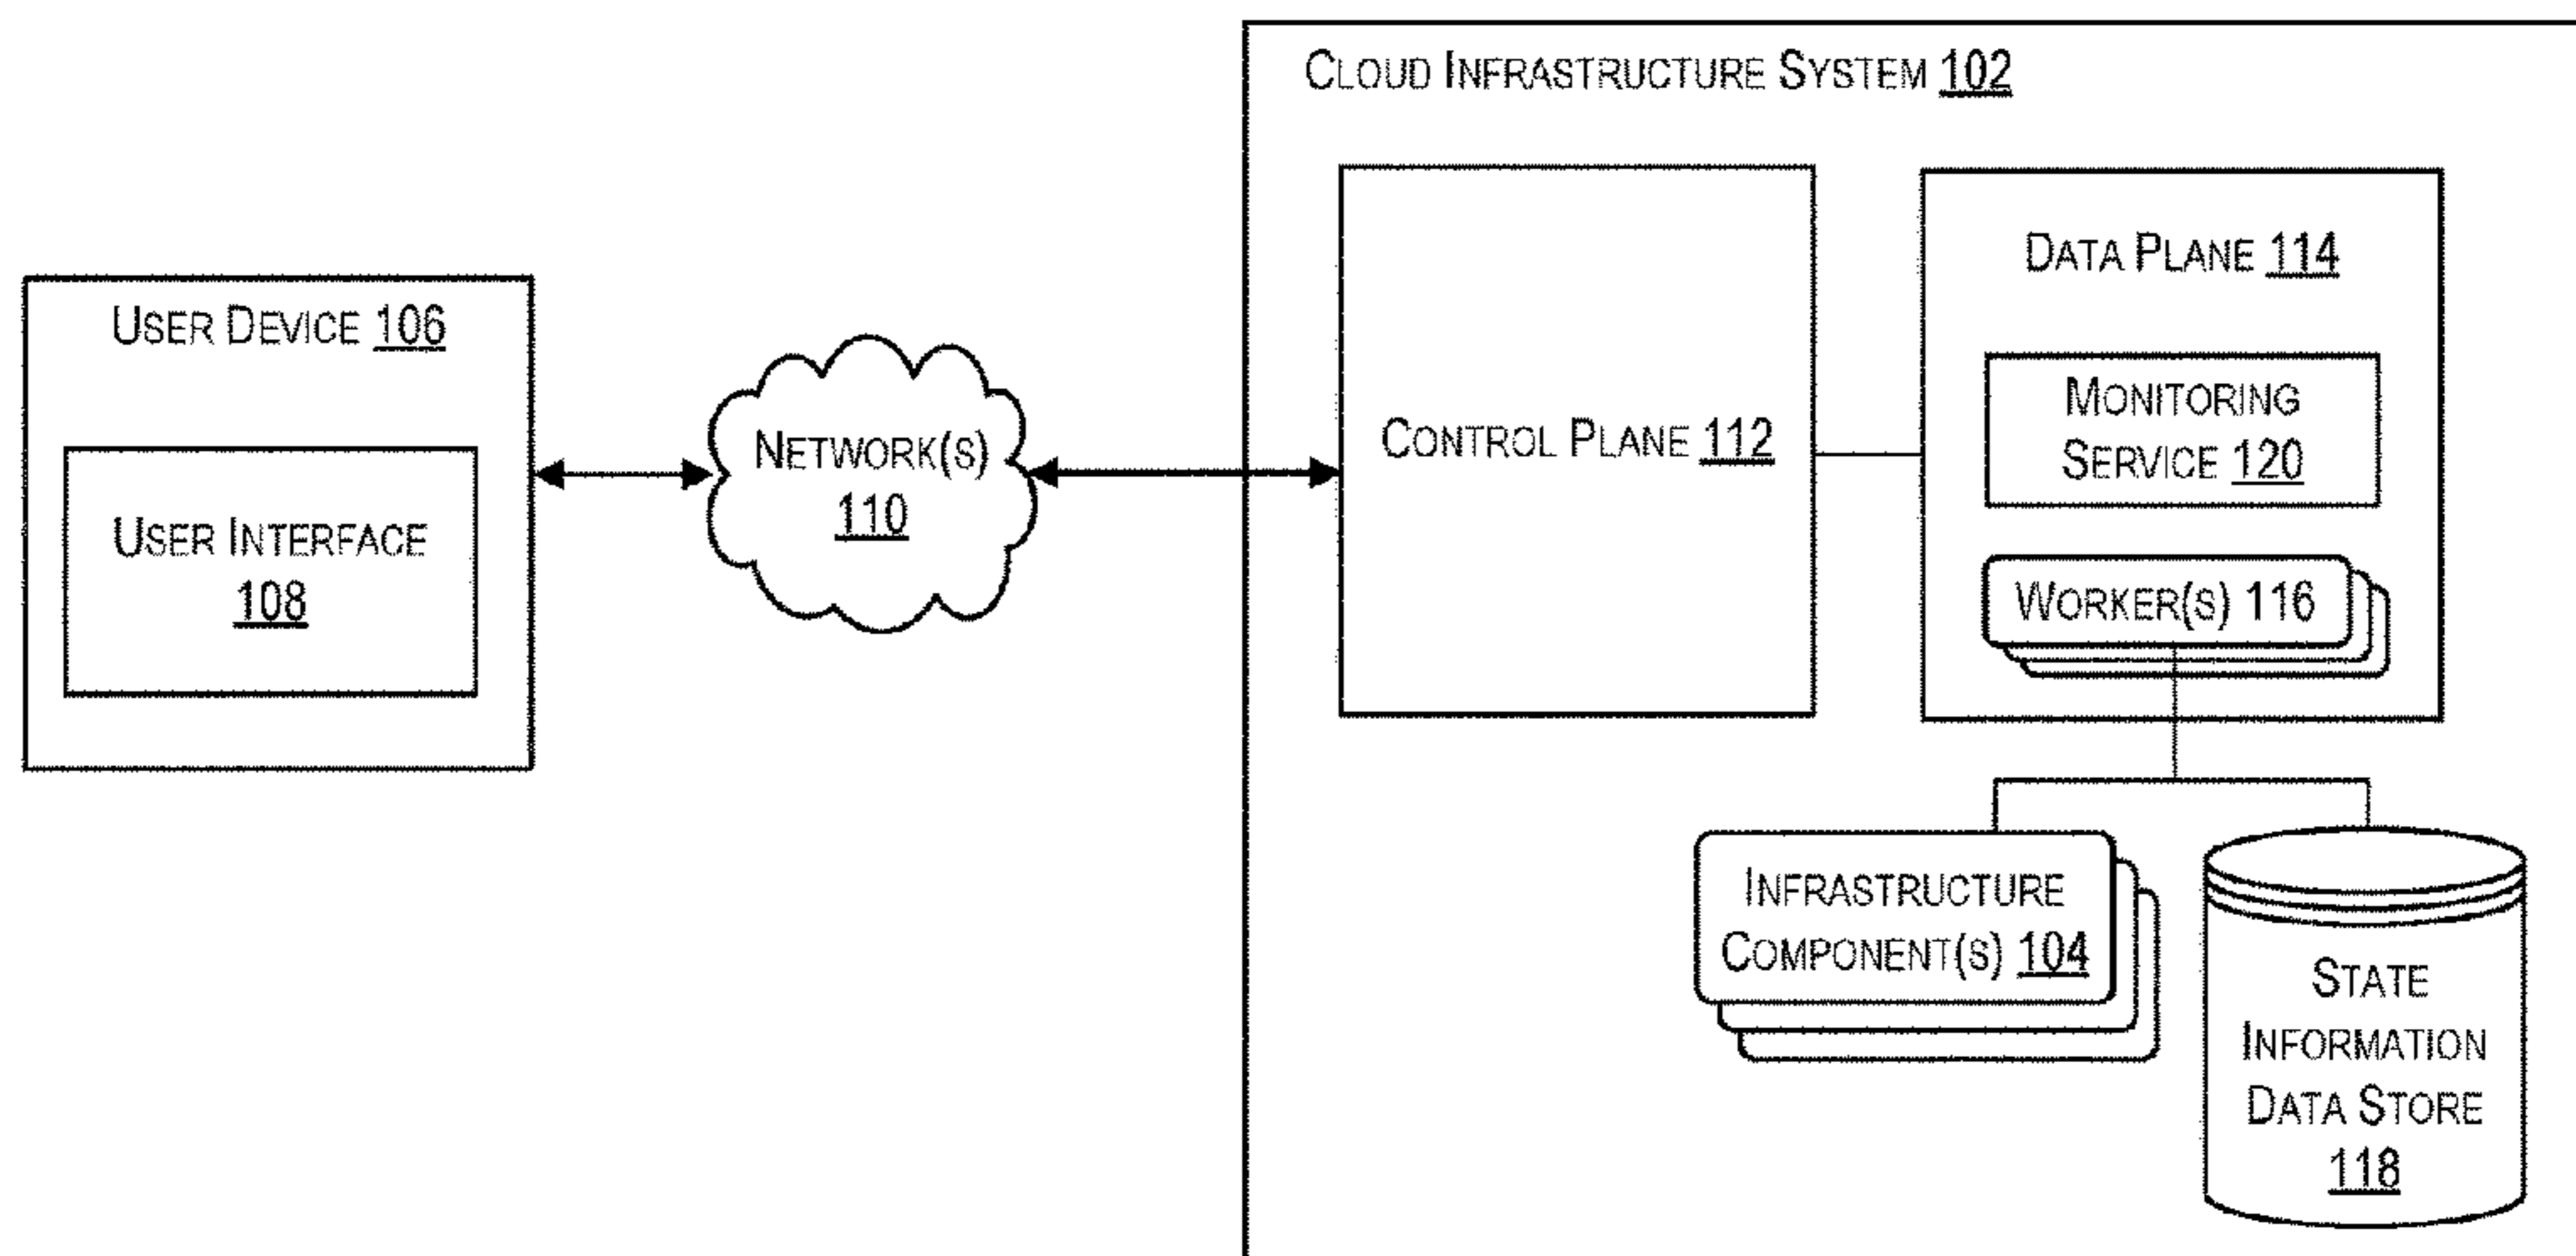 CLOUD INFRASTRUCTURE SYSTEM 102
USER DEVICE 106
USER INTERFACE
108
NETWORK(S)
110
CONTROL PLANE 112
DATA PLANE 114
MONITORING
SERVICE 120
WORKER(S) 116
INFRASTRUCTURE
COMPONENT(S) 104
STATE
INFORMATION
DATA STORE
118